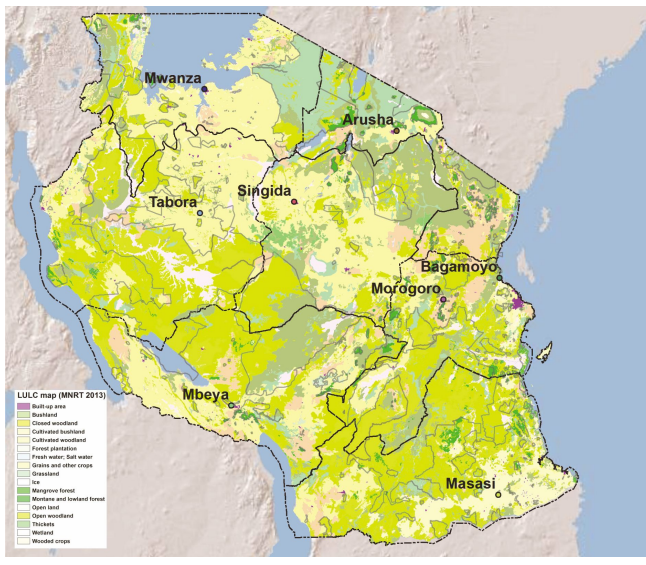 Mwanza
Arusha
Singida
Tabora
Bagamoyo
Morogoro
Mbeya
Masasi
LULC map (MNRT 2013)
Built-up area
Bushland
Closed woodland
Cultivated bushland
Cultivated woodland
Forest plantation
Fresh water; Salt water
Grains and other crops
Grassland
Ice
Mangrove forest
Montane and lowland forest
Open land
Open woodland
Thickets
Wetland
Wooded crops